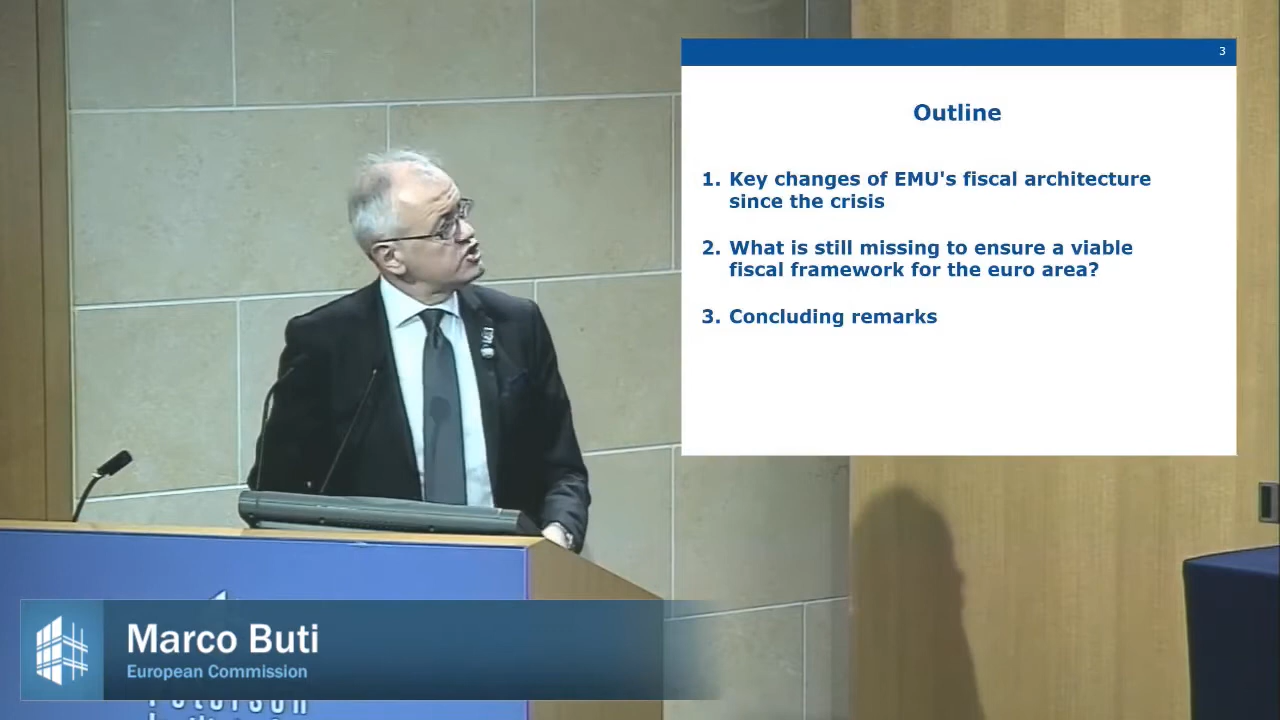 3
Outline
1. Key changes of EMU's fiscal architecture
since the crisis
2. What is still missing to ensure a viable
fiscal framework for the euro area?
3. Concluding remarks
Marco Buti
European Commission
Peterson